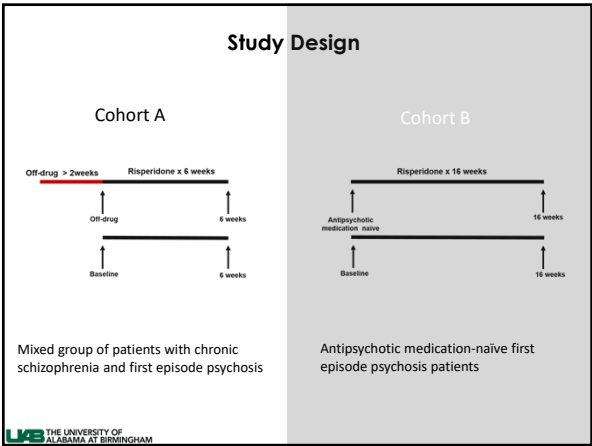 Study Design
Cohort A
Off-drug > 2weeks
Risperidone x 6 weeks
Off-drug
6 weeks
Baseline
6 weeks
Mixed group of patients with chronic
schizophrenia and first episode psychosis
Cohort B
Risperidone x 16 weeks
Antipsychotic
medication naïve
16 weeks
Baseline
16 weeks
Antipsychotic medication-naïve first
episode psychosis patients
UAB THE UNIVERSITY OF
ALABAMA AT BIRMINGHAM